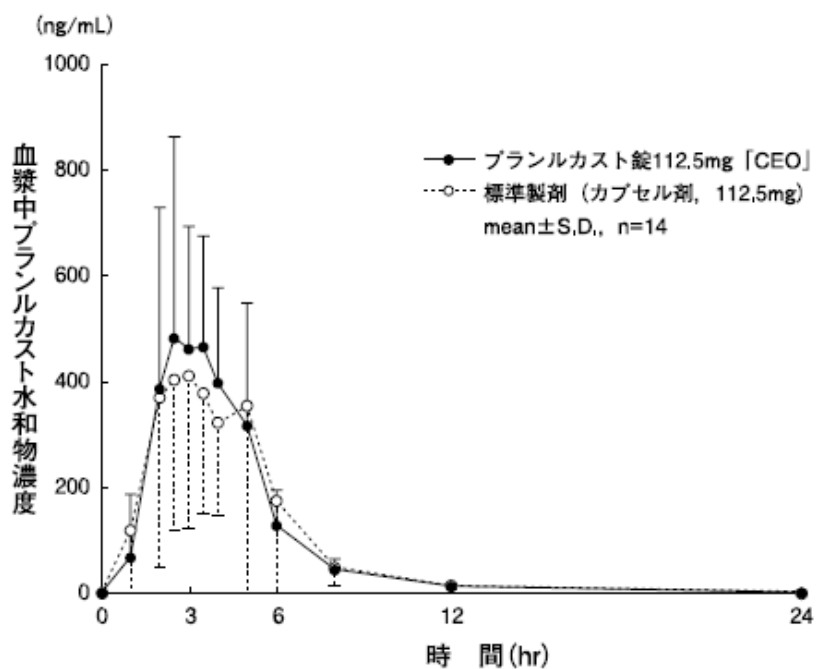 (ng/mL)
1000
800
600
400
200
0
血漿中プランルカスト水和物濃度
プランルカスト錠112.5mg「CEO」
標準製剤（カプセル剤，112.5mg）
mean±S.D., n=14
0 3 6 12 24
時 間(hr)